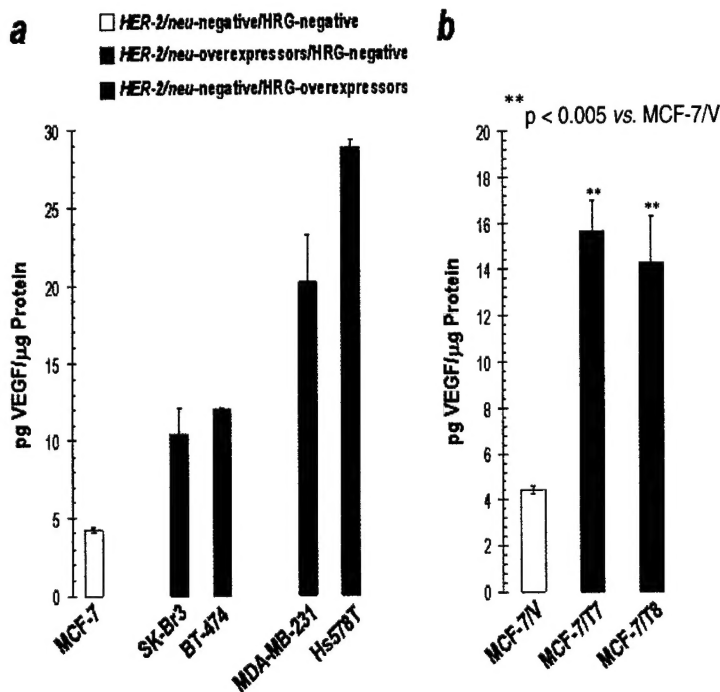 a
HER-2/neu-negative/HRG-negative
HER-2/neu-overexpressors/HRG-negative
HER-2/neu-negative/HRG-overexpressors
pg VEGF/µg Protein
30
25
20
15
10
5
0
MCF-7
SK-Br3
BT-474
MDA-MB-231
Hs578T
b
** p < 0.005 vs. MCF-7/V
pg VEGF/µg Protein
20
18
16
14
12
10
8
6
4
2
0
**
**
MCF-7/V
MCF-7/T7
MCF-7/T8